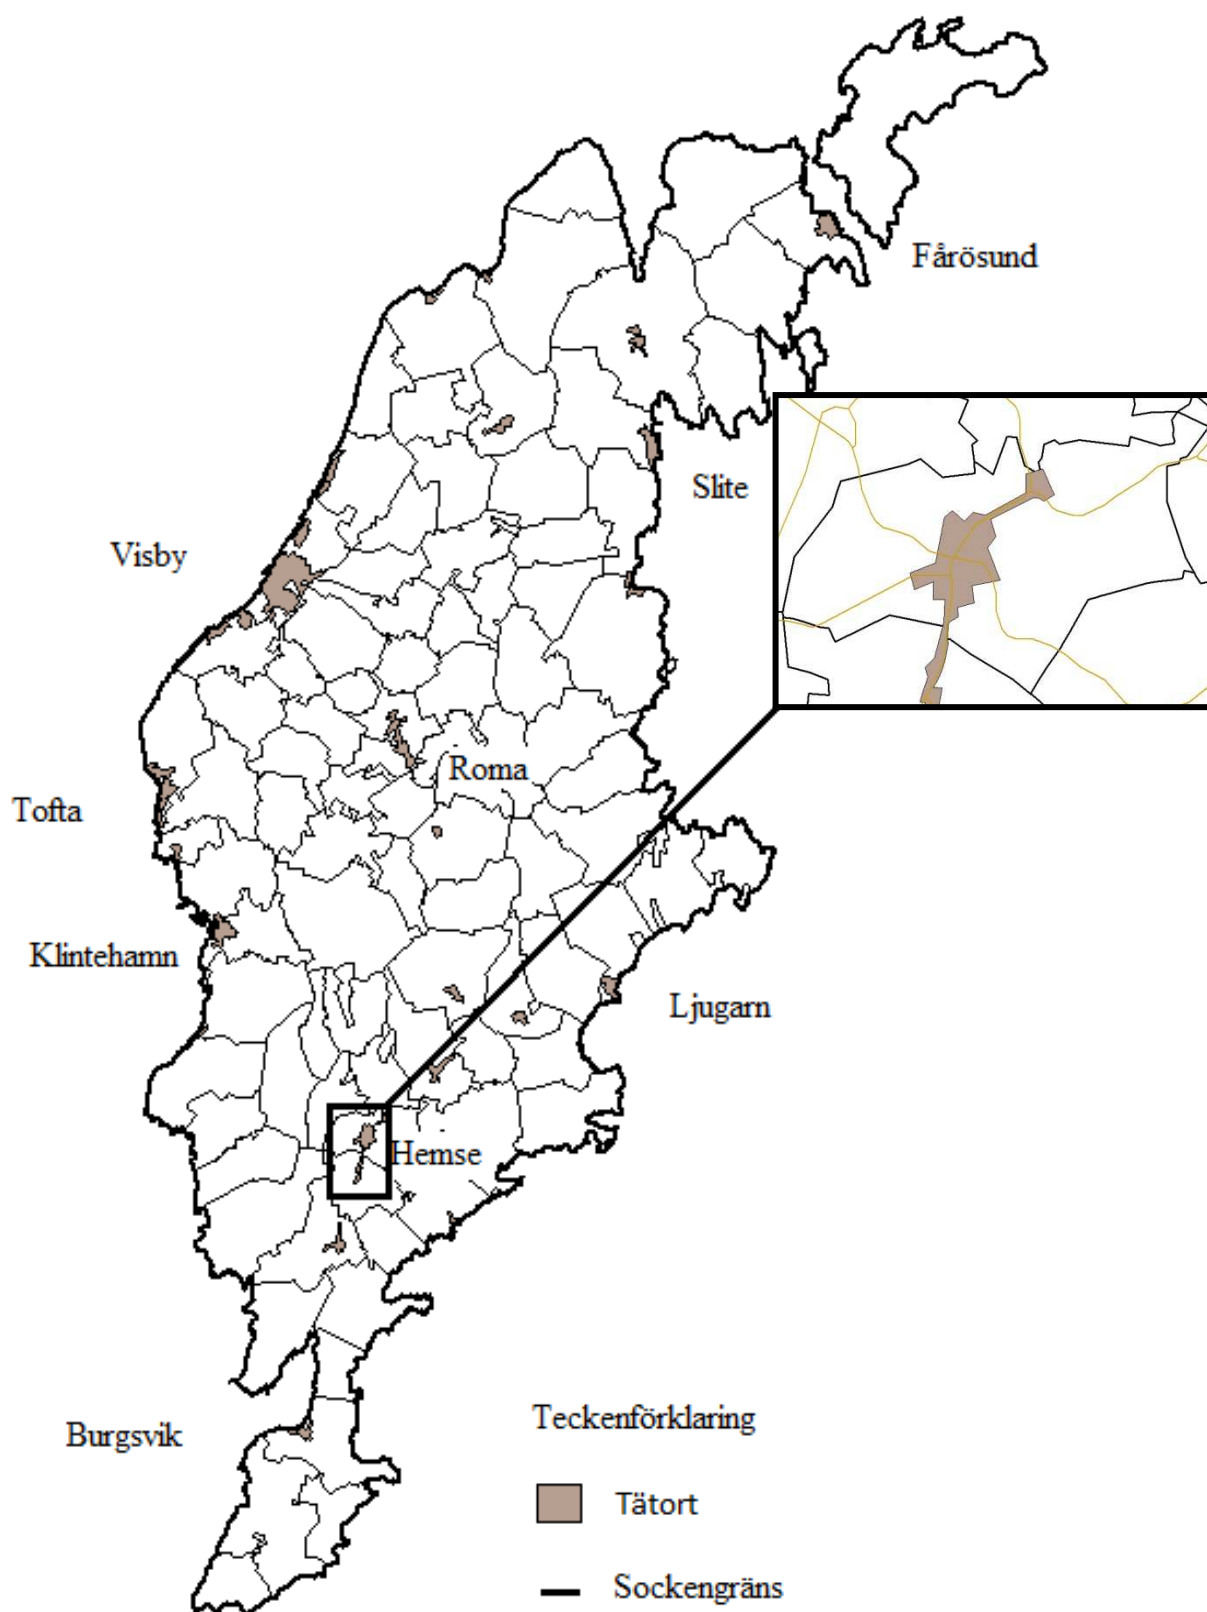 Fårösund
Slite
Visby
Roma
Tofta
Klintehamn
Ljugarn
Hemse
Burgsvik
Teckenförklaring
Tätort
Sockengräns